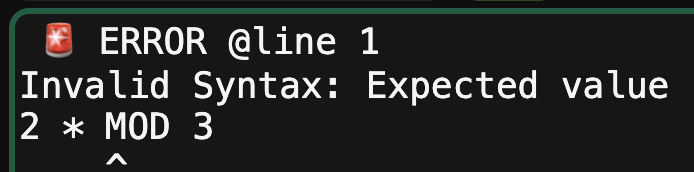 🚨 ERROR @line 1
Invalid Syntax: Expected value
2 * MOD 3
^